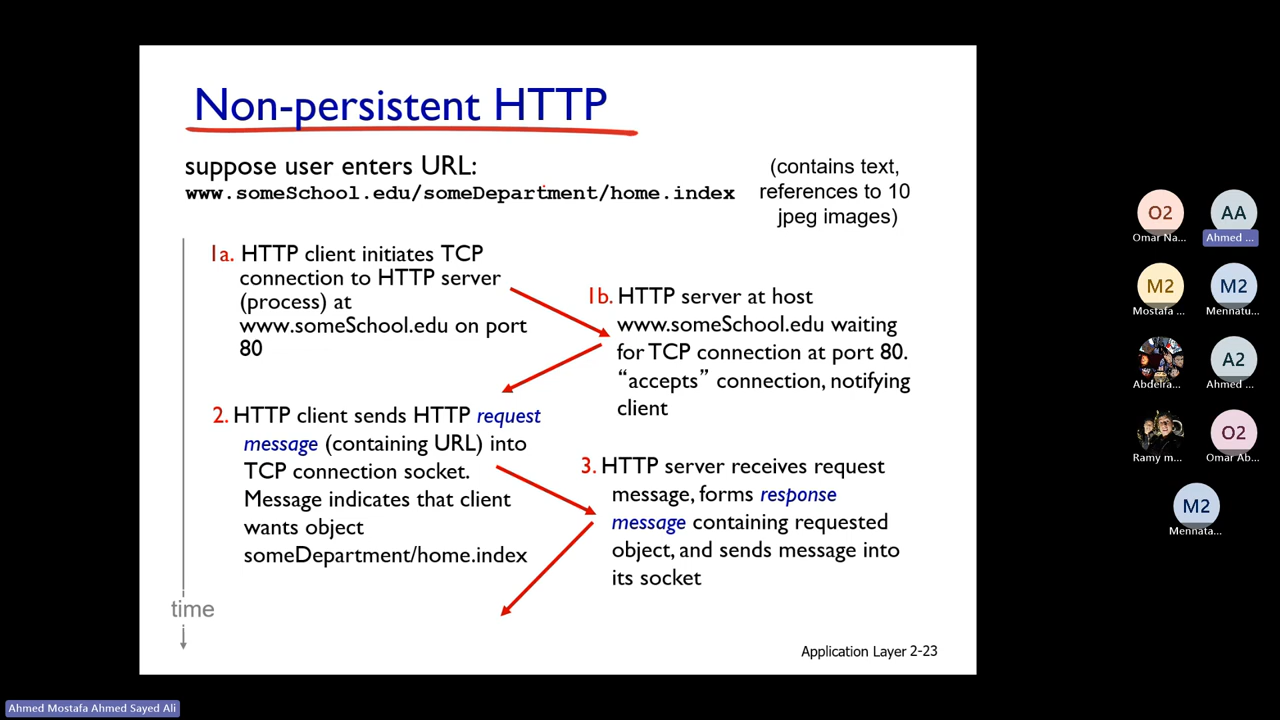 Non-persistent HTTP
suppose user enters URL:
www.someSchool.edu/someDepartment/home.index
(contains text,
references to 10
jpeg images)
1a. HTTP client initiates TCP
connection to HTTP server
(process) at
www.someSchool.edu on port
80
1b. HTTP server at host
www.someSchool.edu waiting
for TCP connection at port 80.
“accepts” connection, notifying
client
2. HTTP client sends HTTP request
message (containing URL) into
TCP connection socket.
Message indicates that client
wants object
someDepartment/home.index
3. HTTP server receives request
message, forms response
message containing requested
object, and sends message into
its socket
time
Application Layer 2-23
O2
Omar Na...
AA
Ahmed ...
M2
Mostafa ...
M2
Mennatu...
Abdelra...
A2
Ahmed ...
Ramy m...
O2
Omar Ab...
M2
Mennata...
Ahmed Mostafa Ahmed Sayed Ali